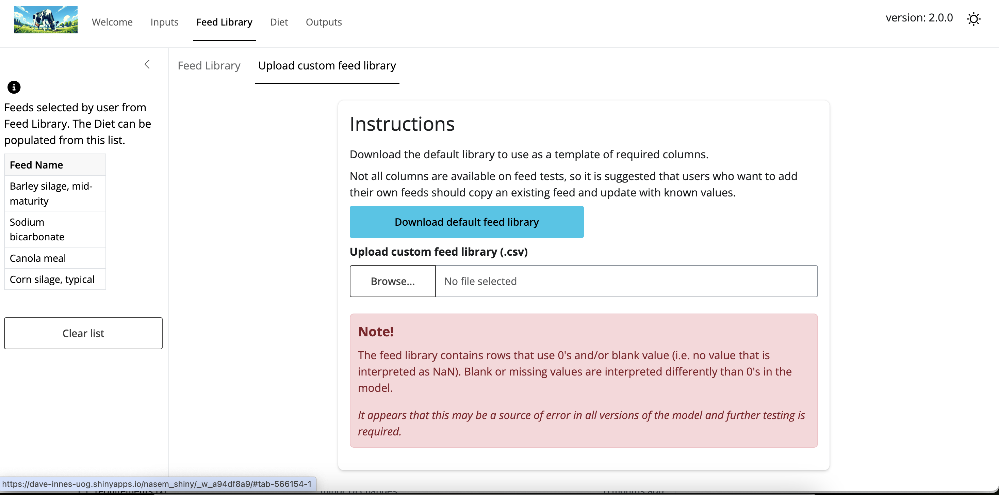 Welcome
Inputs
Feed Library
Diet
Outputs
version: 2.0.0
Feeds selected by user from
Feed Library. The Diet can be
populated from this list.
Feed Name
Barley silage, mid-
maturity
Sodium
bicarbonate
Canola meal
Corn silage, typical
Clear list
Feed Library
Upload custom feed library
Instructions
Download the default library to use as a template of required columns.
Not all columns are available on feed tests, so it is suggested that users who want to add
their own feeds should copy an existing feed and update with known values.
Download default feed library
Upload custom feed library (.csv)
Browse...
No file selected
Note!
The feed library contains rows that use 0's and/or blank value (i.e. no value that is
interpreted as NaN). Blank or missing values are interpreted differently than 0's in the
model.
It appears that this may be a source of error in all versions of the model and further testing is
required.
https://dave-innes-uog.shinyapps.io/nasem_shiny/_w_a94df8a9/#tab-566154-1